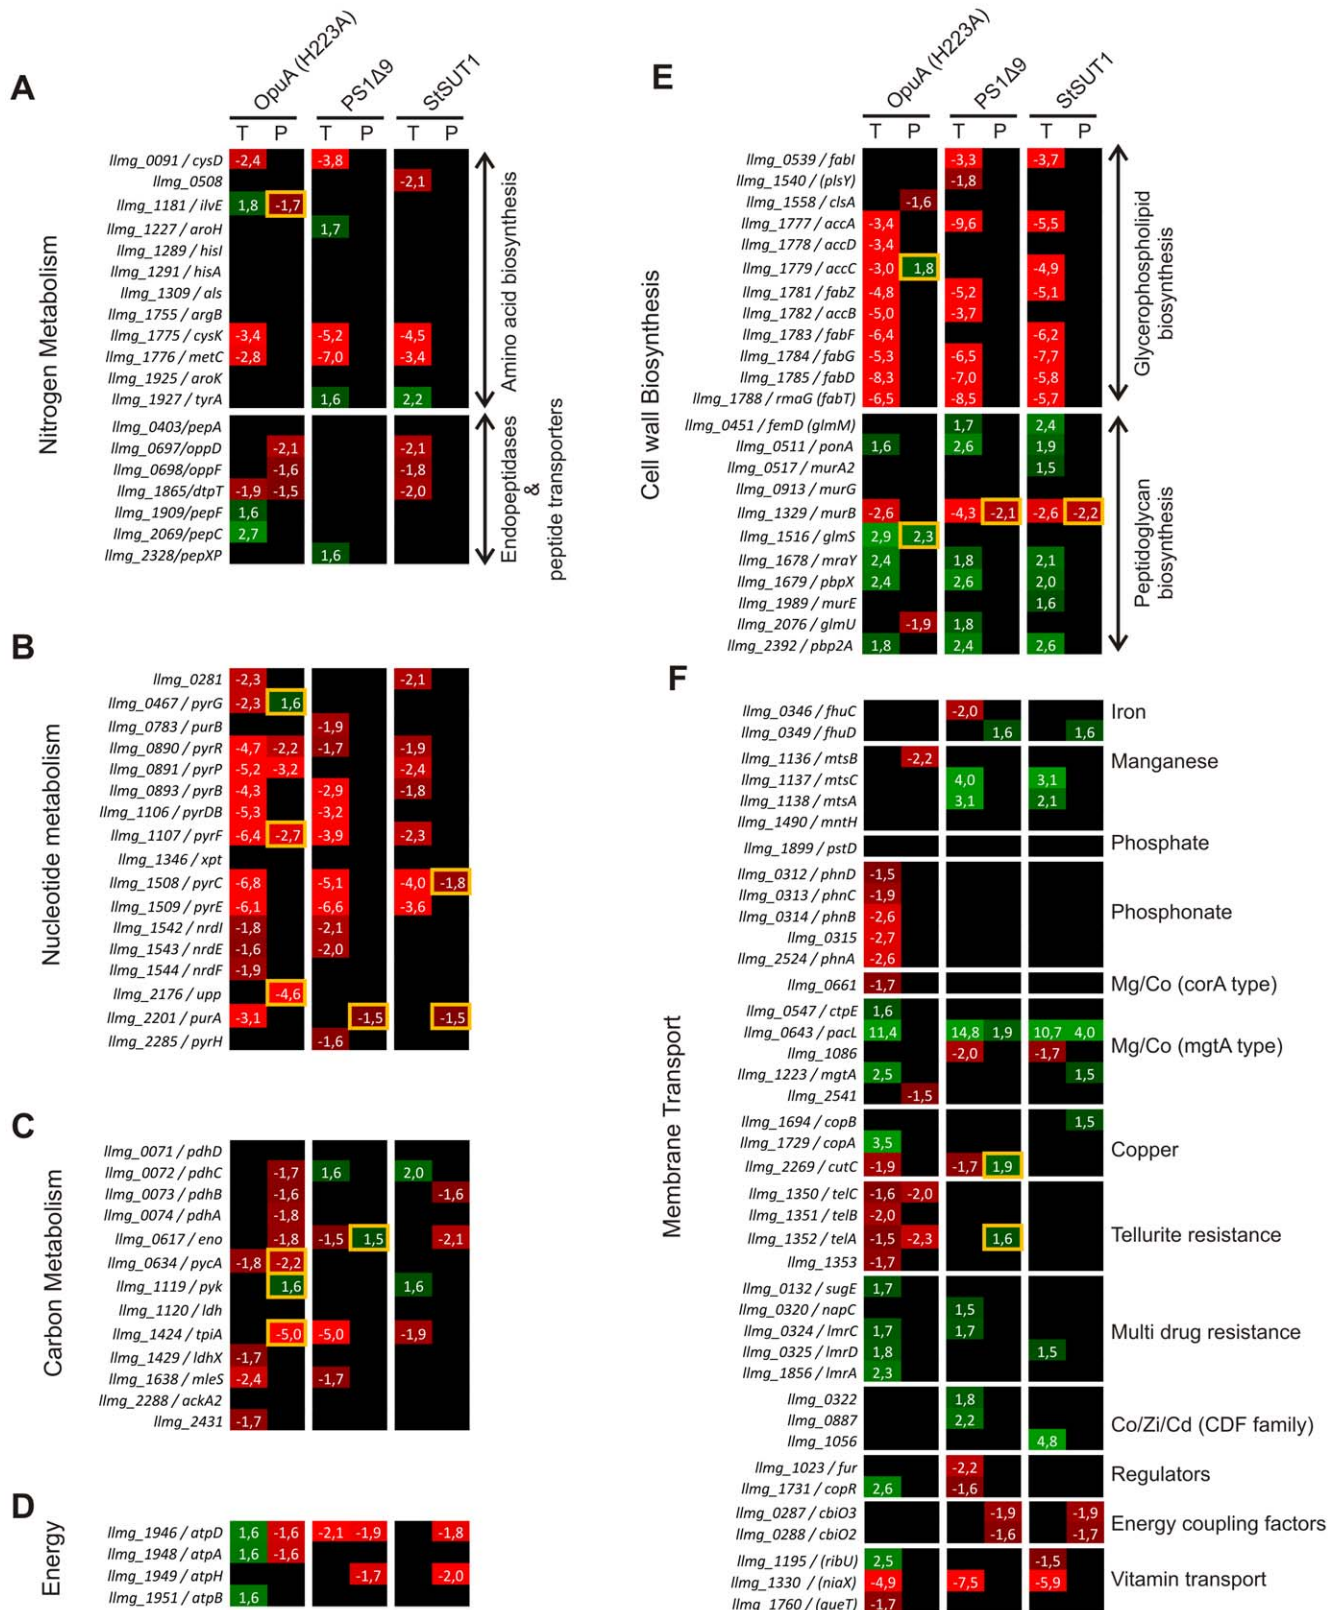 A
OpuA (H223A) PS1Δ9 StSUT1
T P T P T P
Nitrogen Metabolism
llmg_0091 / cysD -2,4 -3,8
llmg_0508 -2,1
llmg_1181 / ilvE 1,8 -1,7
llmg_1227 / aroH 1,7
llmg_1289 / hisI
llmg_1291 / hisA
llmg_1309 / als
llmg_1755 / argB
llmg_1775 / cysK -3,4 -5,2 -4,5
llmg_1776 / metC -2,8 -7,0 -3,4
llmg_1925 / aroK
llmg_1927 / tyrA 1,6 2,2
Amino acid biosynthesis
llmg_0403/pepA
llmg_0697/oppD -2,1 -2,1
llmg_0698/oppF -1,6 -1,8
llmg_1865/dtpT -1,9 -1,5 -2,0
llmg_1909/pepF 1,6
llmg_2069/pepC 2,7
llmg_2328/pepXP 1,6
Endopeptidases
&
peptide transporters
B
Nucleotide metabolism
llmg_0281 -2,3 -2,1
llmg_0467 / pyrG -2,3 1,6
llmg_0783 / purB -1,9
llmg_0890 / pyrR -4,7 -2,2 -1,7 -1,9
llmg_0891 / pyrP -5,2 -3,2 -2,4
llmg_0893 / pyrB -4,3 -2,9 -1,8
llmg_1106 / pyrDB -5,3 -3,2
llmg_1107 / pyrF -6,4 -2,7 -3,9 -2,3
llmg_1346 / xpt
llmg_1508 / pyrC -6,8 -5,1 -4,0 -1,8
llmg_1509 / pyrE -6,1 -6,6 -3,6
llmg_1542 / nrdI -1,8 -2,1
llmg_1543 / nrdE -1,6 -2,0
llmg_1544 / nrdF -1,9
llmg_2176 / upp -4,6
llmg_2201 / purA -3,1 -1,5 -1,5
llmg_2285 / pyrH -1,6
C
Carbon Metabolism
llmg_0071 / pdhD
llmg_0072 / pdhC -1,7 1,6 2,0
llmg_0073 / pdhB -1,6 -1,6
llmg_0074 / pdhA -1,8
llmg_0617 / eno -1,8 -1,5 1,5 -2,1
llmg_0634 / pycA -1,8 -2,2
llmg_1119 / pyk 1,6 1,6
llmg_1120 / ldh
llmg_1424 / tpiA -5,0 -5,0 -1,9
llmg_1429 / ldhX -1,7
llmg_1638 / mleS -2,4 -1,7
llmg_2288 / ackA2
llmg_2431 -1,7
D
Energy
llmg_1946 / atpD 1,6 -1,6 -2,1 -1,9 -1,8
llmg_1948 / atpA 1,6 -1,6
llmg_1949 / atpH -1,7 -2,0
llmg_1951 / atpB 1,6
E
OpuA (H223A) PS1Δ9 StSUT1
T P T P T P
Cell wall Biosynthesis
llmg_0539 / fabI -3,3 -3,7
llmg_1540 / (plsY) -1,8
llmg_1558 / clsA -1,6
llmg_1777 / accA -3,4 -9,6 -5,5
llmg_1778 / accD -3,4
llmg_1779 / accC -3,0 1,8 -4,9
llmg_1781 / fabZ -4,8 -5,2 -5,1
llmg_1782 / accB -5,0 -3,7
llmg_1783 / fabF -6,4 -6,2
llmg_1784 / fabG -5,3 -6,5 -7,7
llmg_1785 / fabD -8,3 -7,0 -5,8
llmg_1788 / rmaG (fabT) -6,5 -8,5 -5,7
Glycerophospholipid
biosynthesis
llmg_0451 / femD (glmM) 1,7 2,4
llmg_0511 / ponA 1,6 2,6 1,9
llmg_0517 / murA2 1,5
llmg_0913 / murG
llmg_1329 / murB -2,6 -4,3 -2,1 -2,6 -2,2
llmg_1516 / glmS 2,9 2,3
llmg_1678 / mraY 2,4 1,8 2,1
llmg_1679 / pbpX 2,4 2,6 2,0
llmg_1989 / murE 1,6
llmg_2076 / glmU -1,9 1,8
llmg_2392 / pbp2A 1,8 2,4 2,6
Peptidoglycan
biosynthesis
F
Membrane Transport
llmg_0346 / fhuC -2,0
llmg_0349 / fhuD 1,6 1,6
Iron
llmg_1136 / mtsB -2,2
llmg_1137 / mtsC 4,0 3,1
llmg_1138 / mtsA 3,1 2,1
llmg_1490 / mntH
Manganese
llmg_1899 / pstD
Phosphate
llmg_0312 / phnD -1,5
llmg_0313 / phnC -1,9
llmg_0314 / phnB -2,6
llmg_0315 -2,7
llmg_2524 / phnA -2,6
Phosphonate
llmg_0661 -1,7
Mg/Co (corA type)
llmg_0547 / ctpE 1,6
llmg_0643 / pacL 11,4 14,8 1,9 10,7 4,0
llmg_1086 -2,0 -1,7
llmg_1223 / mgtA 2,5 1,5
llmg_2541 -1,5
Mg/Co (mgtA type)
llmg_1694 / copB 1,5
llmg_1729 / copA 3,5
llmg_2269 / cutC -1,9 -1,7 1,9
Copper
llmg_1350 / telC -1,6 -2,0
llmg_1351 / telB -2,0
llmg_1352 / telA -1,5 -2,3 1,6
llmg_1353 -1,7
Tellurite resistance
llmg_0132 / sugE 1,7
llmg_0320 / napC 1,5
llmg_0324 / lmrC 1,7 1,7
llmg_0325 / lmrD 1,8 1,5
llmg_1856 / lmrA 2,3
Multi drug resistance
llmg_0322 1,8
llmg_0887 2,2
llmg_1056 4,8
Co/Zi/Cd (CDF family)
llmg_1023 / fur -2,2
llmg_1731 / copR 2,6 -1,6
Regulators
llmg_0287 / cbiO3 -1,9 -1,9
llmg_0288 / cbiO2 -1,6 -1,7
Energy coupling factors
llmg_1195 / (ribU) 2,5 -1,5
llmg_1330 / (niaX) -4,9 -7,5 -5,9
llmg_1760 / (queT) -1,7
Vitamin transport